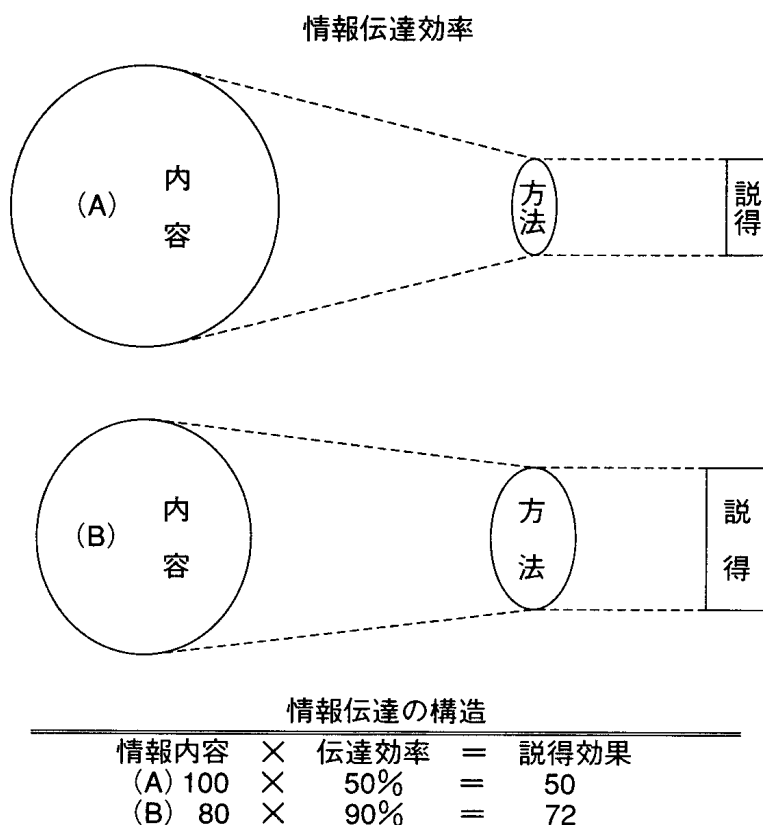 情報伝達効率
(A)
内容
方法
説得
(B)
内容
方法
説得
情報伝達の構造
情報内容 × 伝達効率 = 説得効果
(A) 100 × 50% = 50
(B) 80 × 90% = 72